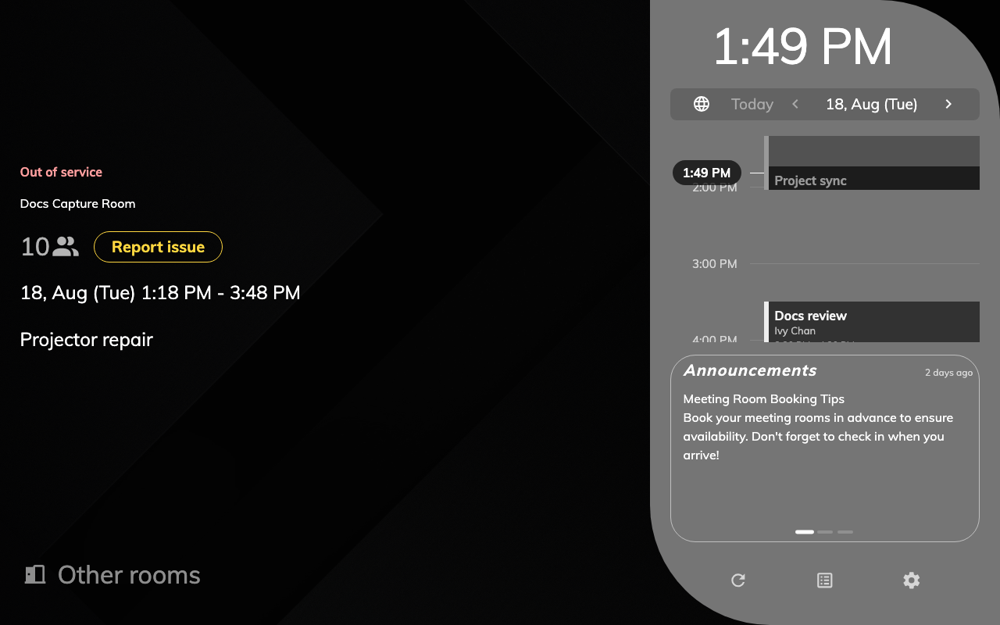 Out of service
Docs Capture Room
10
Report issue
18, Aug (Tue) 1:18 PM - 3:48 PM
Projector repair
Other rooms
1:49 PM
Today
18, Aug (Tue)
1:49 PM
Project sync
2:00 PM
3:00 PM
Docs review
Ivy Chan
4:00 PM
Announcements
2 days ago
Meeting Room Booking Tips
Book your meeting rooms in advance to ensure
availability. Don't forget to check in when you
arrive!